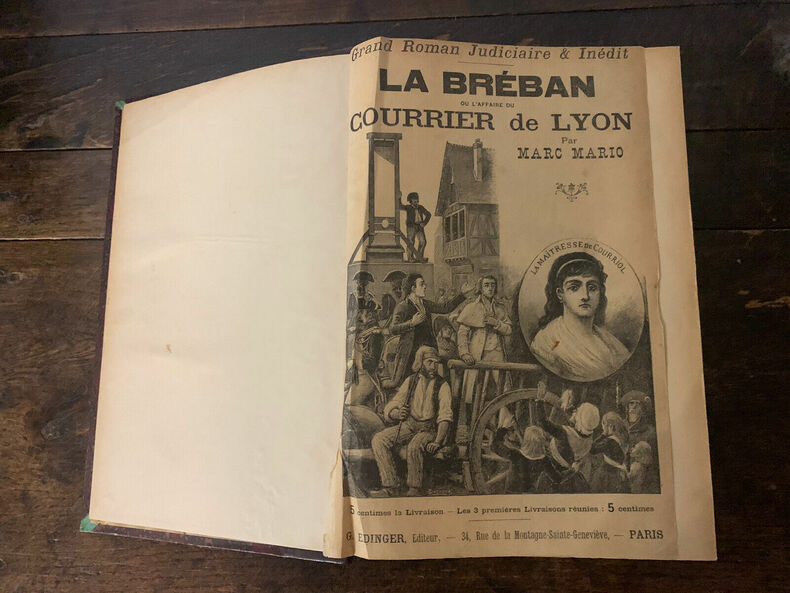 Grand Roman Judiciaire & Inédit
LA BRÉBAN
OU L'AFFAIRE DU
COURRIER de LYON
Par
MARC MARIO
LA MAITRESSE DE COURRIOL
5 centimes la Livraison – Les 3 premières Livraisons réunies : 5 centimes
G. EDINGER, Editeur, — 34, Rue de la Montagne-Sainte-Geneviève, — PARIS